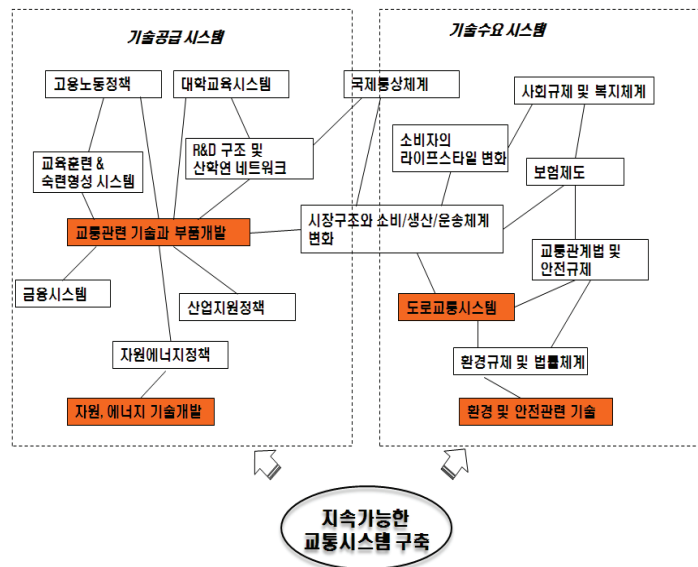 기술공급 시스템
기술수요 시스템
고용노동정책
대학교육시스템
국제통상체계
사회규제 및 복지체계
교육훈련 &
숙련형성 시스템
R&D 구조 및
산학연 네트워크
소비자의
라이프스타일 변화
보험제도
교통관련 기술과 부품개발
시장구조와 소비/생산/운송체계
변화
교통관계법 및
안전규제
금융시스템
산업지원정책
도로교통시스템
자원에너지정책
환경규제 및 법률체계
자원, 에너지 기술개발
환경 및 안전관련 기술
지속가능한
교통시스템 구축